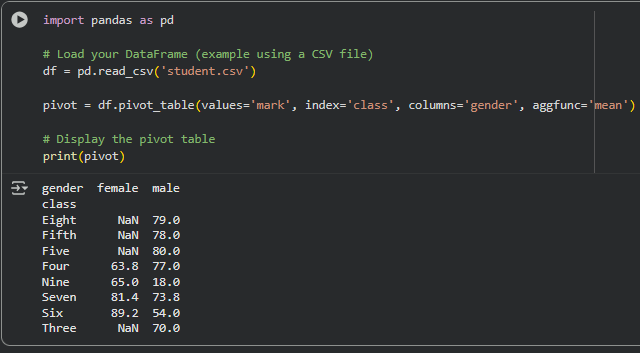 import pandas as pd
# Load your DataFrame (example using a CSV file)
df = pd.read_csv('student.csv')
pivot = df.pivot_table(values='mark', index='class', columns='gender', aggfunc='mean')
# Display the pivot table
print(pivot)
gender  female  male
class
Eight      NaN  79.0
Fifth      NaN  78.0
Five       NaN  80.0
Four      63.8  77.0
Nine      65.0  18.0
Seven     81.4  73.8
Six       89.2  54.0
Three      NaN  70.0